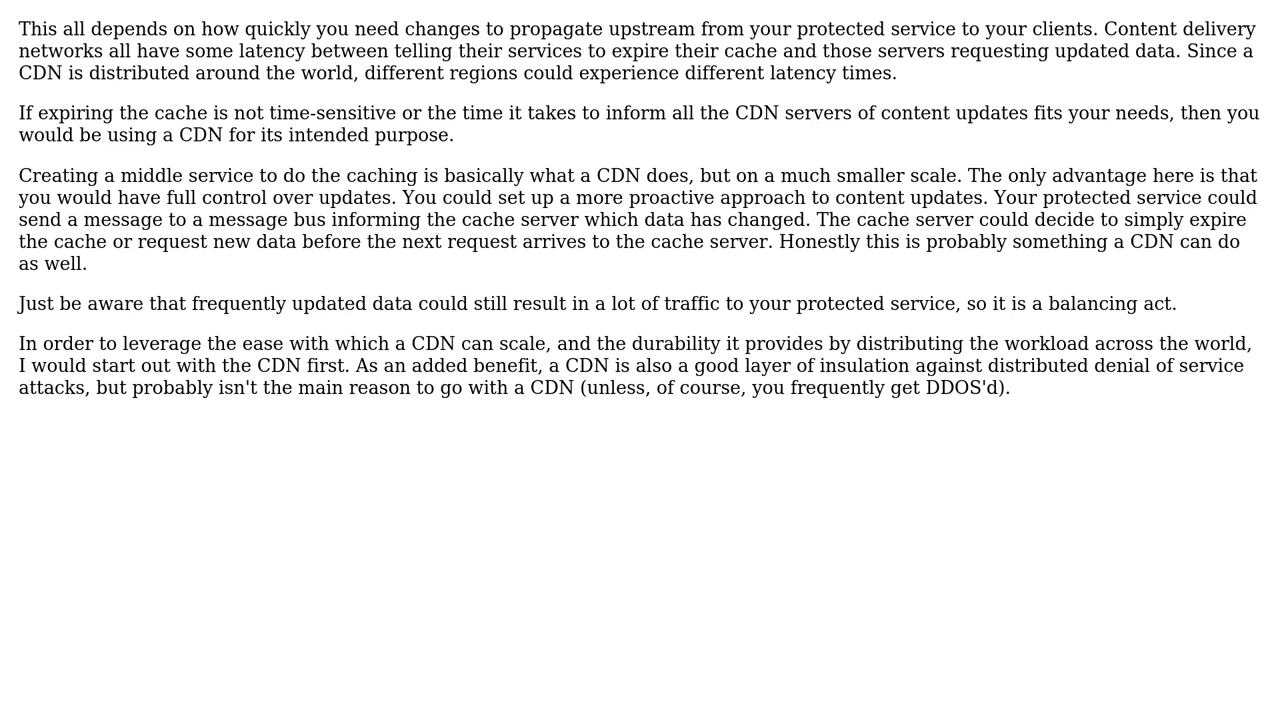 This all depends on how quickly you need changes to propagate upstream from your protected service to your clients. Content delivery
networks all have some latency between telling their services to expire their cache and those servers requesting updated data. Since a
CDN is distributed around the world, different regions could experience different latency times.
If expiring the cache is not time-sensitive or the time it takes to inform all the CDN servers of content updates fits your needs, then you
would be using a CDN for its intended purpose.
Creating a middle service to do the caching is basically what a CDN does, but on a much smaller scale. The only advantage here is that
you would have full control over updates. You could set up a more proactive approach to content updates. Your protected service could
send a message to a message bus informing the cache server which data has changed. The cache server could decide to simply expire
the cache or request new data before the next request arrives to the cache server. Honestly this is probably something a CDN can do
as well.
Just be aware that frequently updated data could still result in a lot of traffic to your protected service, so it is a balancing act.
In order to leverage the ease with which a CDN can scale, and the durability it provides by distributing the workload across the world,
I would start out with the CDN first. As an added benefit, a CDN is also a good layer of insulation against distributed denial of service
attacks, but probably isn't the main reason to go with a CDN (unless, of course, you frequently get DDOS'd).